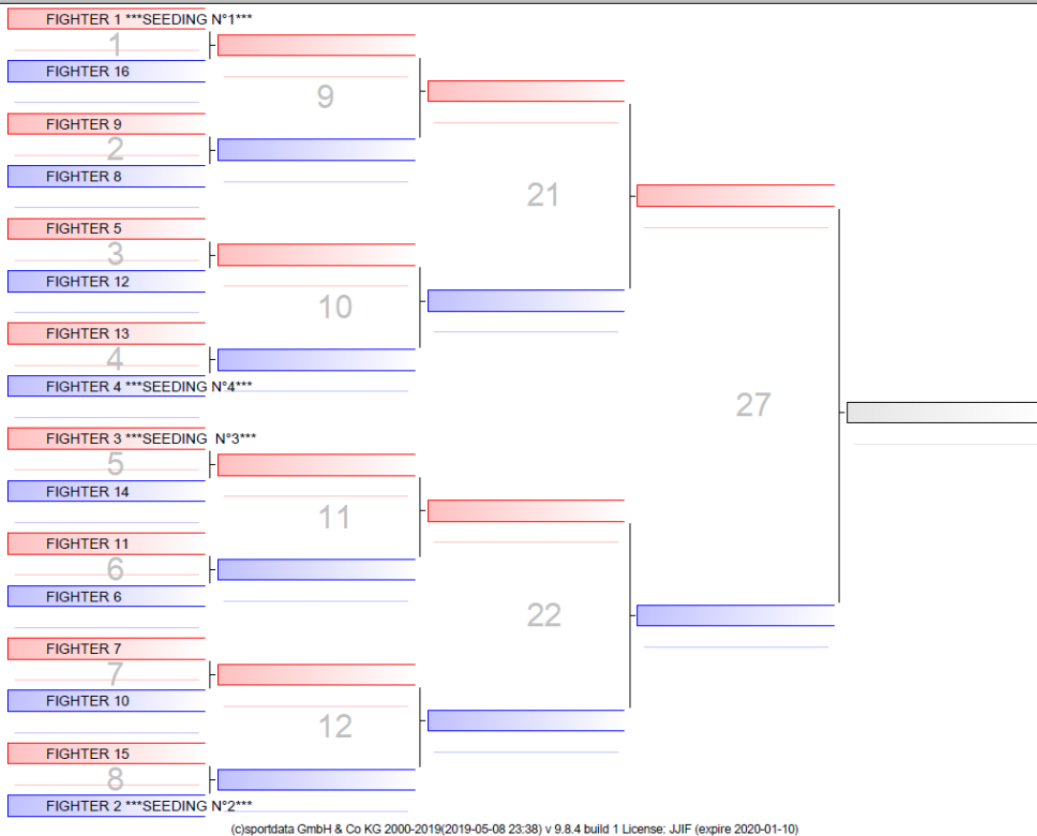 FIGHTER 1 ***SEEDING N°1***
1
FIGHTER 16
9
FIGHTER 9
2
FIGHTER 8
21
FIGHTER 5
3
FIGHTER 12
10
FIGHTER 13
4
FIGHTER 4 ***SEEDING N°4***
27
FIGHTER 3 ***SEEDING N°3***
5
FIGHTER 14
11
FIGHTER 11
6
FIGHTER 6
22
FIGHTER 7
7
FIGHTER 10
12
FIGHTER 15
8
FIGHTER 2 ***SEEDING N°2***
(c)sportdata GmbH & Co KG 2000-2019(2019-05-08 23:38) v 9.8.4 build 1 License: JJIF (expire 2020-01-10)